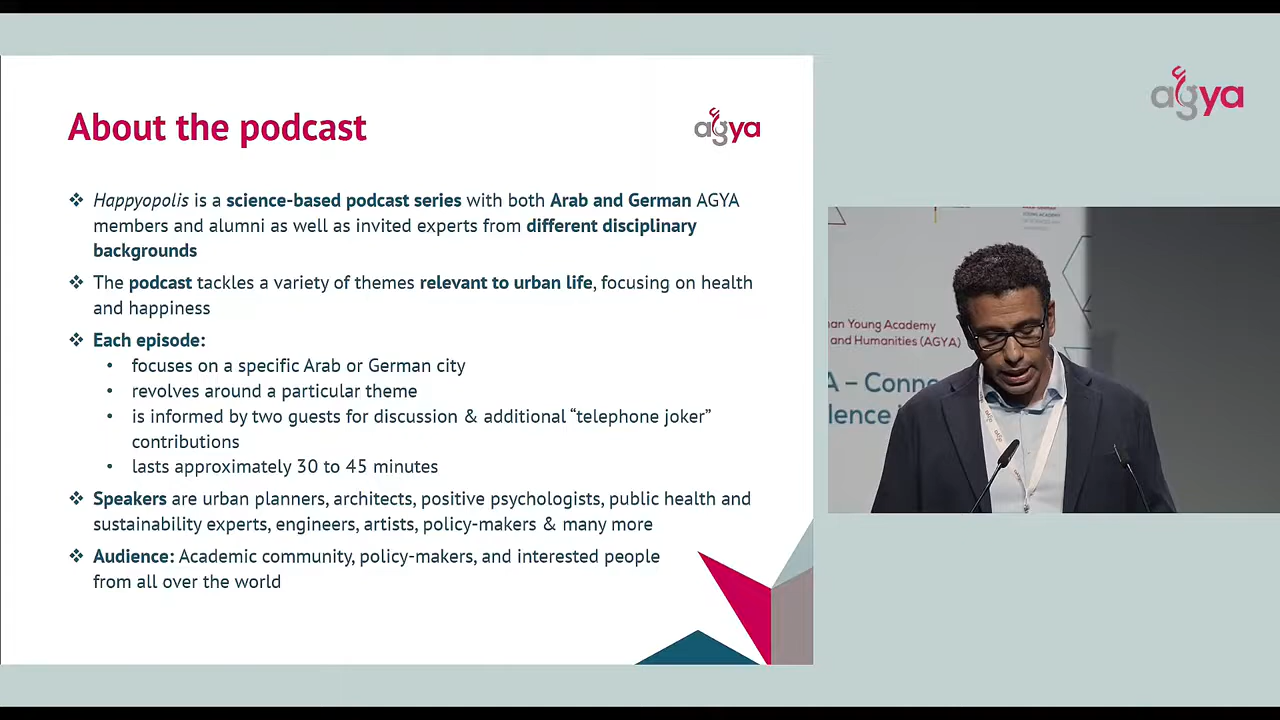 About the podcast
agya
agya
❖ Happyopolis is a science-based podcast series with both Arab and German AGYA
members and alumni as well as invited experts from different disciplinary
backgrounds
❖ The podcast tackles a variety of themes relevant to urban life, focusing on health
and happiness
❖ Each episode:
• focuses on a specific Arab or German city
• revolves around a particular theme
• is informed by two guests for discussion & additional “telephone joker”
contributions
• lasts approximately 30 to 45 minutes
❖ Speakers are urban planners, architects, positive psychologists, public health and
sustainability experts, engineers, artists, policy-makers & many more
❖ Audience: Academic community, policy-makers, and interested people
from all over the world
man Young Academy
and Humanities (AGYA)
A – Conne
lence